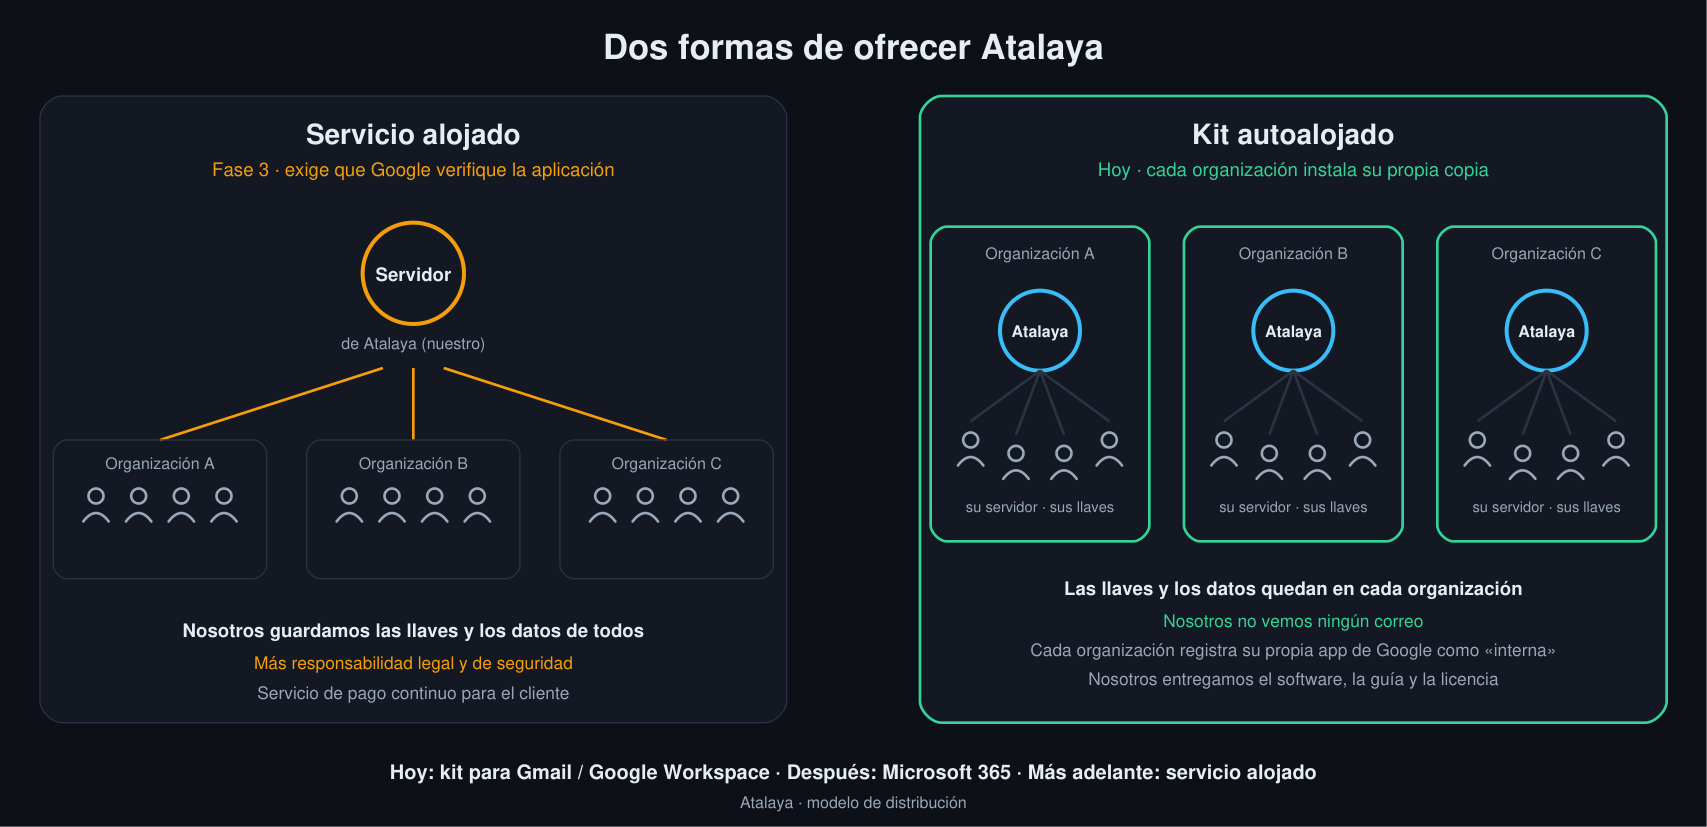 Dos formas de ofrecer Atalaya
Servicio alojado
Fase 3 · exige que Google verifique la aplicación
Servidor
de Atalaya (nuestro)
Organización A
Organización B
Organización C
Nosotros guardamos las llaves y los datos de todos
Más responsabilidad legal y de seguridad
Servicio de pago continuo para el cliente
Kit autoalojado
Hoy · cada organización instala su propia copia
Organización A
Atalaya
su servidor · sus llaves
Organización B
Atalaya
su servidor · sus llaves
Organización C
Atalaya
su servidor · sus llaves
Las llaves y los datos quedan en cada organización
Nosotros no vemos ningún correo
Cada organización registra su propia app de Google como «interna»
Nosotros entregamos el software, la guía y la licencia
Hoy: kit para Gmail / Google Workspace · Después: Microsoft 365 · Más adelante: servicio alojado
Atalaya · modelo de distribución